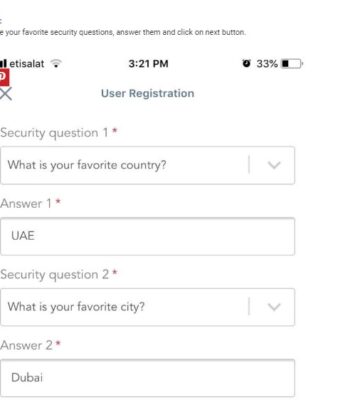 e your favorite security questions, answer them and click on next button.
etisalat 3:21 PM 33%
User Registration
Security question 1 *
What is your favorite country?
Answer 1 *
UAE
Security question 2 *
What is your favorite city?
Answer 2 *
Dubai